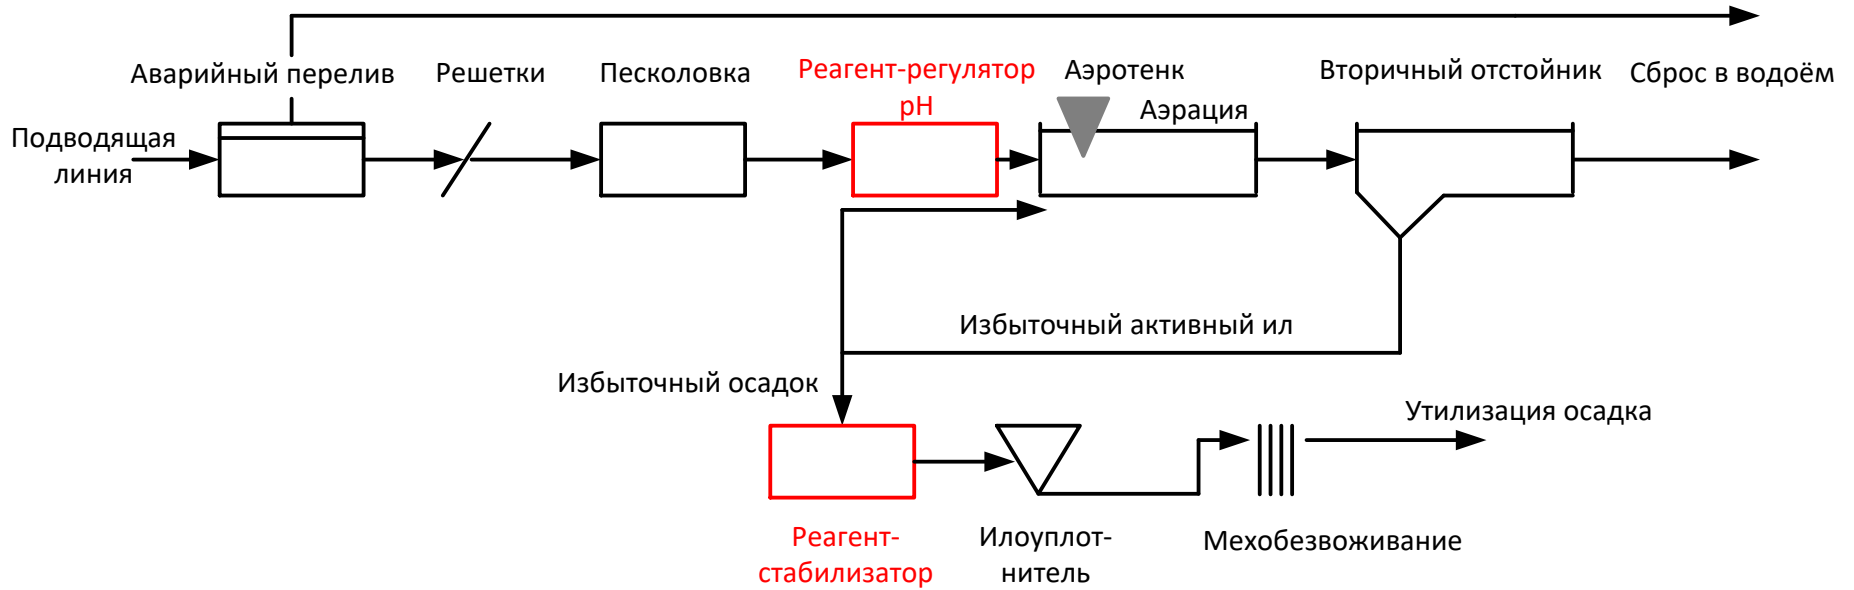 Аварийный перелив
Решетки
Песколовка
Реагент-регулятор
pH
Аэротенк
Аэрация
Вторичный отстойник
Сброс в водоём
Подводящая
линия
Избыточный активный ил
Избыточный осадок
Утилизация осадка
Реагент-
стабилизатор
Илоуплот-
нитель
Мехобезвоживание